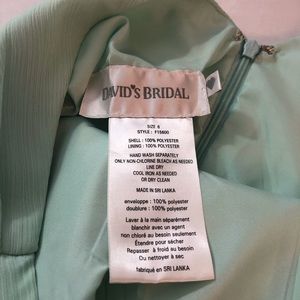 DAVID'S BRIDAL
SIZE 6
STYLE : F15600
SHELL : 100% POLYESTER
LINING : 100% POLYESTER
HAND WASH SEPARATELY
ONLY NON-CHLORINE BLEACH AS NEEDED
LINE DRY
COOL IRON AS NEEDED
OR DRY CLEAN
MADE IN SRI LANKA
enveloppe : 100% polyester
doublure : 100% polyester
Laver à la main séparément
blanchir avec un agent
non chloré au besoin seulement
Étendre pour sécher
Repasser à froid au besoin
Ou nettoyer à sec
fabriqué en SRI LANKA